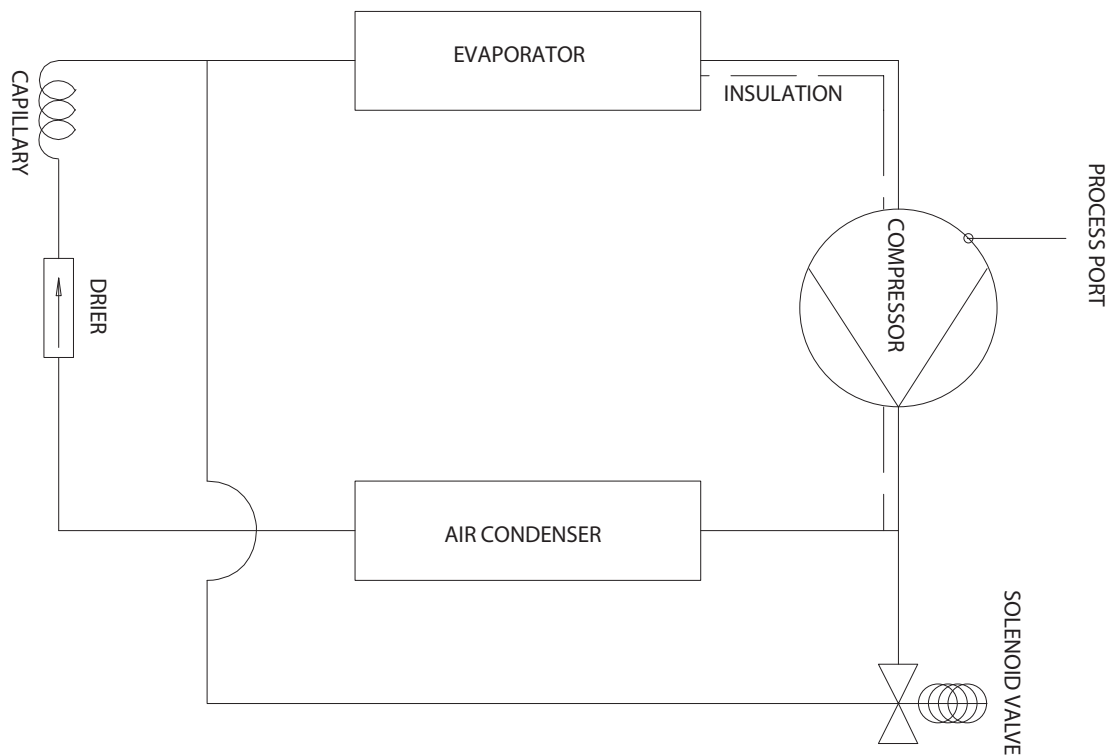 EVAPORATOR
INSULATION
CAPILLARY
PROCESS PORT
COMPRESSOR
DRIER
AIR CONDENSER
SOLENOID VALVE